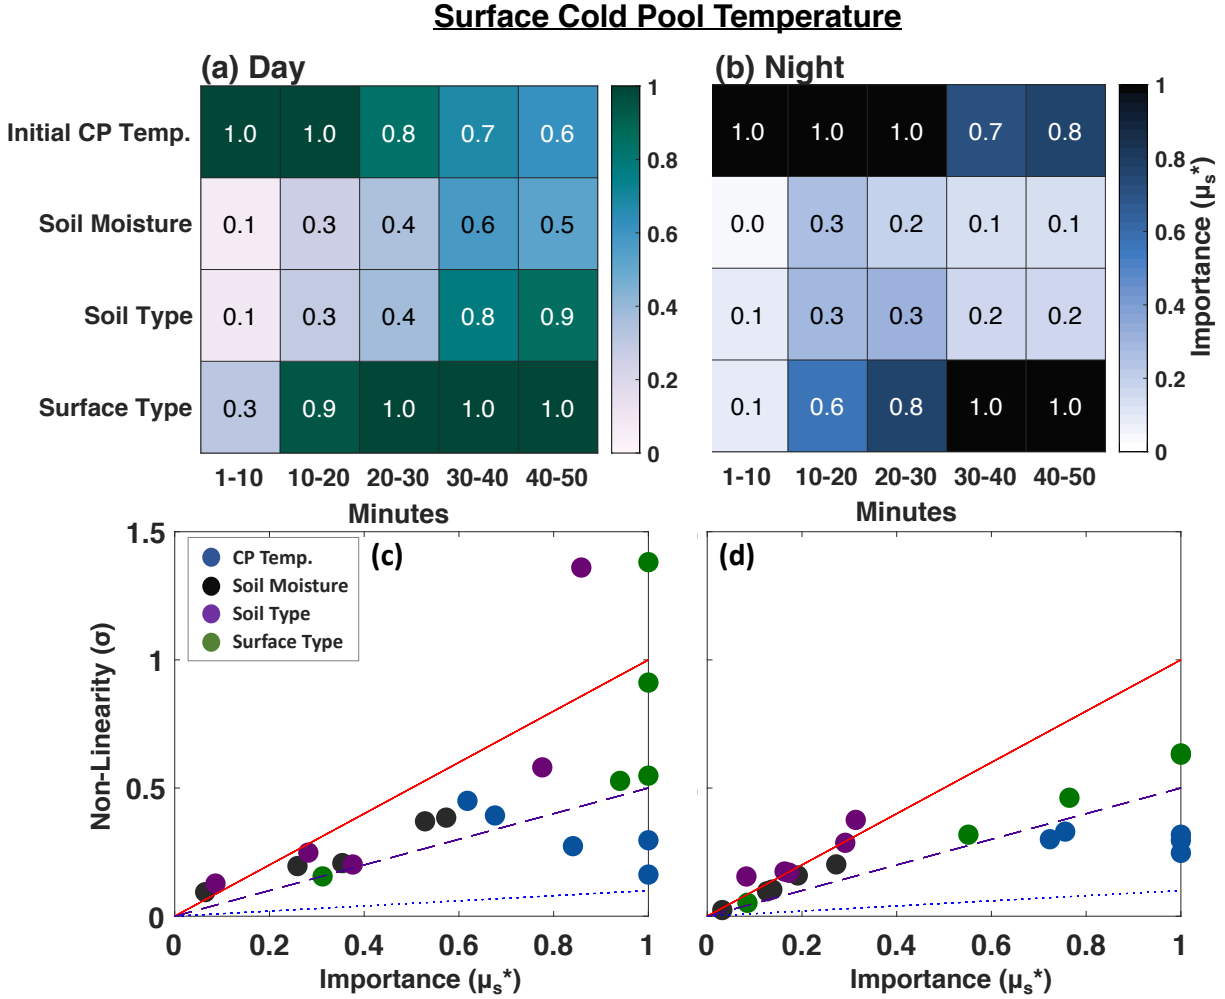 Surface Cold Pool Temperature
(a) Day
(b) Night
Initial CP Temp. 1.0 1.0 0.8 0.7 0.6
Soil Moisture 0.1 0.3 0.4 0.6 0.5
Soil Type 0.1 0.3 0.4 0.8 0.9
Surface Type 0.3 0.9 1.0 1.0 1.0
1-10 10-20 20-30 30-40 40-50
Minutes
1
0.8
0.6
0.4
0.2
0
1.0 1.0 1.0 0.7 0.8
0.0 0.3 0.2 0.1 0.1
0.1 0.3 0.3 0.2 0.2
0.1 0.6 0.8 1.0 1.0
1-10 10-20 20-30 30-40 40-50
Minutes
1
0.8
0.6
0.4
0.2
0
Importance (μs*)
(c)
CP Temp.
Soil Moisture
Soil Type
Surface Type
1.5
1
0.5
0
Non-Linearity (σ)
0 0.2 0.4 0.6 0.8 1
Importance (μs*)
(d)
0 0.2 0.4 0.6 0.8 1
Importance (μs*)